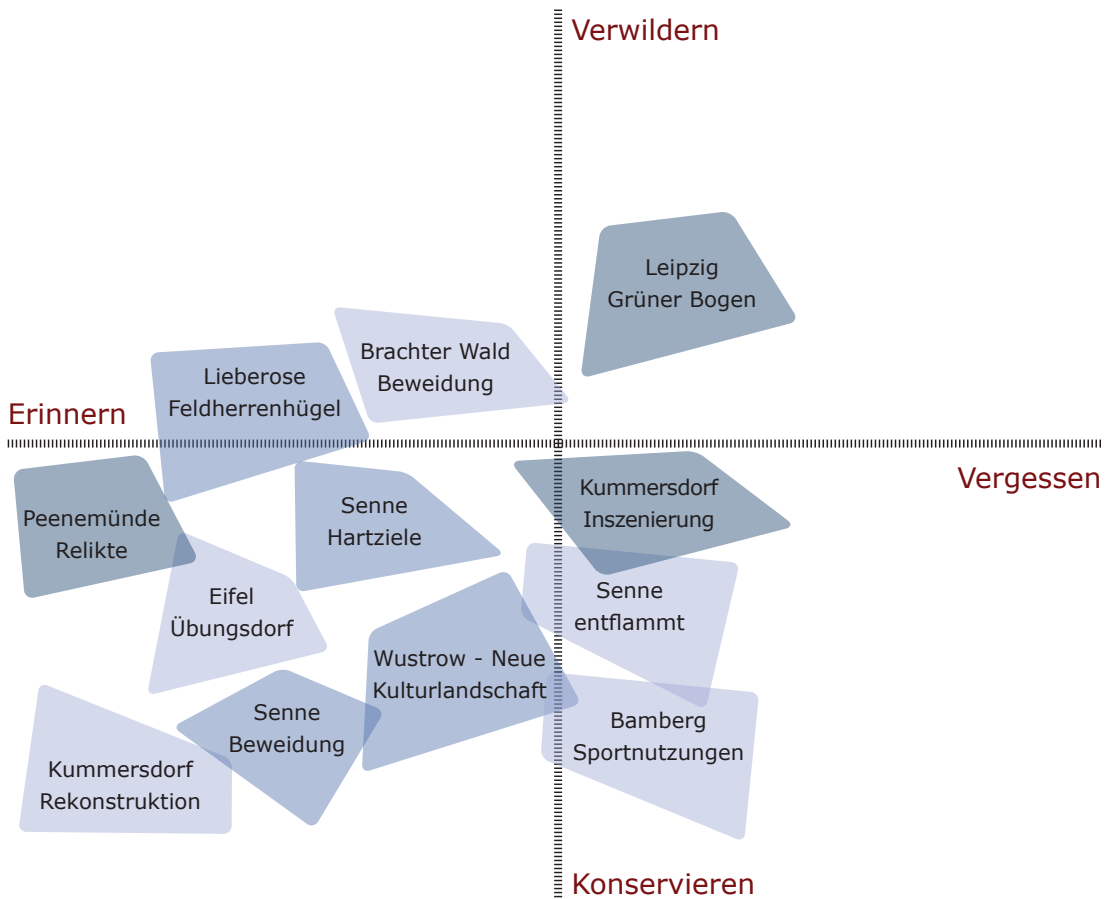 Verwildern
Leipzig
Grüner Bogen
Brachter Wald
Beweidung
Lieberose
Feldherrenhügel
Erinnern
Vergessen
Peenemünde
Relikte
Senne
Hartziele
Kummersdorf
Inszenierung
Eifel
Übungsdorf
Senne
entflammt
Wustrow - Neue
Kulturlandschaft
Senne
Beweidung
Bamberg
Sportnutzungen
Kummersdorf
Rekonstruktion
Konservieren